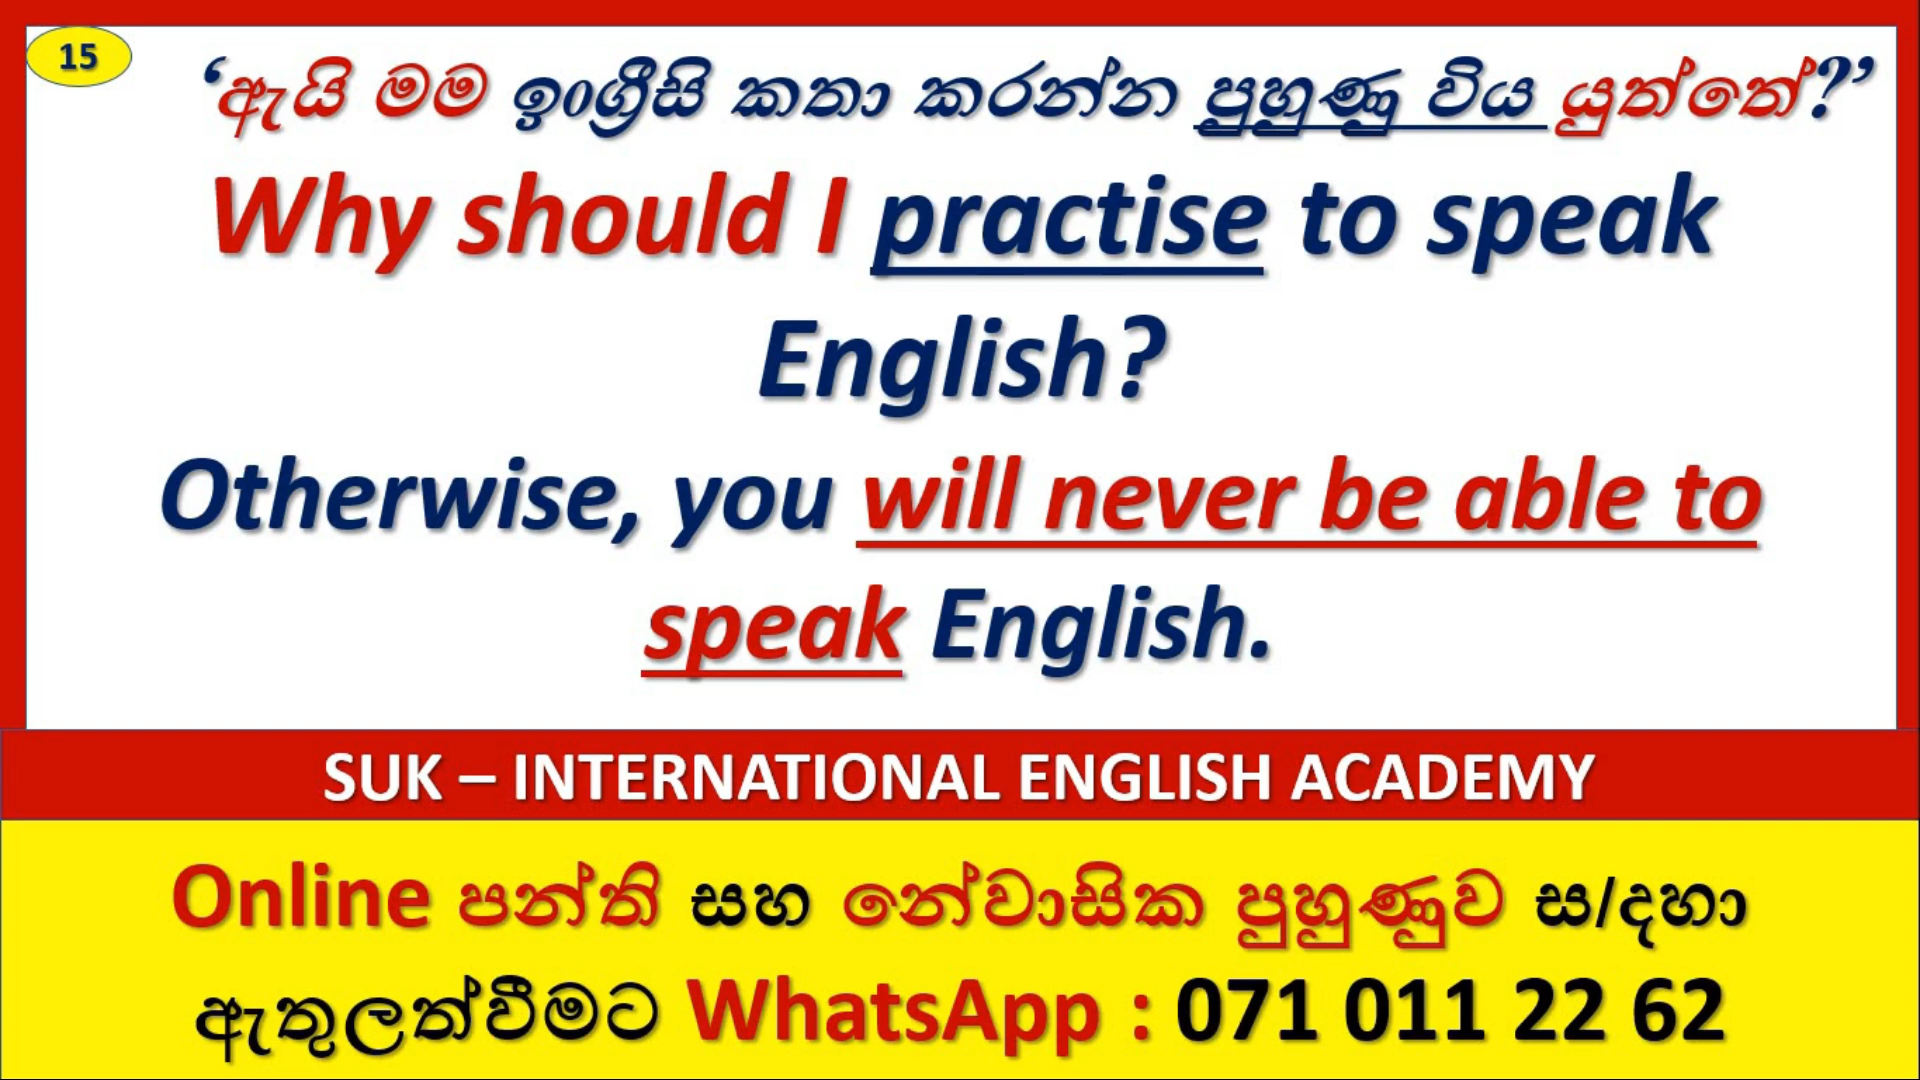 15
‘ඇයි මම ඉංග්‍රීසි කතා කරන්න පුහුණු විය යුත්තේ?’
Why should I practise to speak
English?
Otherwise, you will never be able to
speak English.
SUK – INTERNATIONAL ENGLISH ACADEMY
Online පන්ති සහ නේවාසික පුහුණුව ස/දහා
ඇතුලත්වීමට WhatsApp : 071 011 22 62